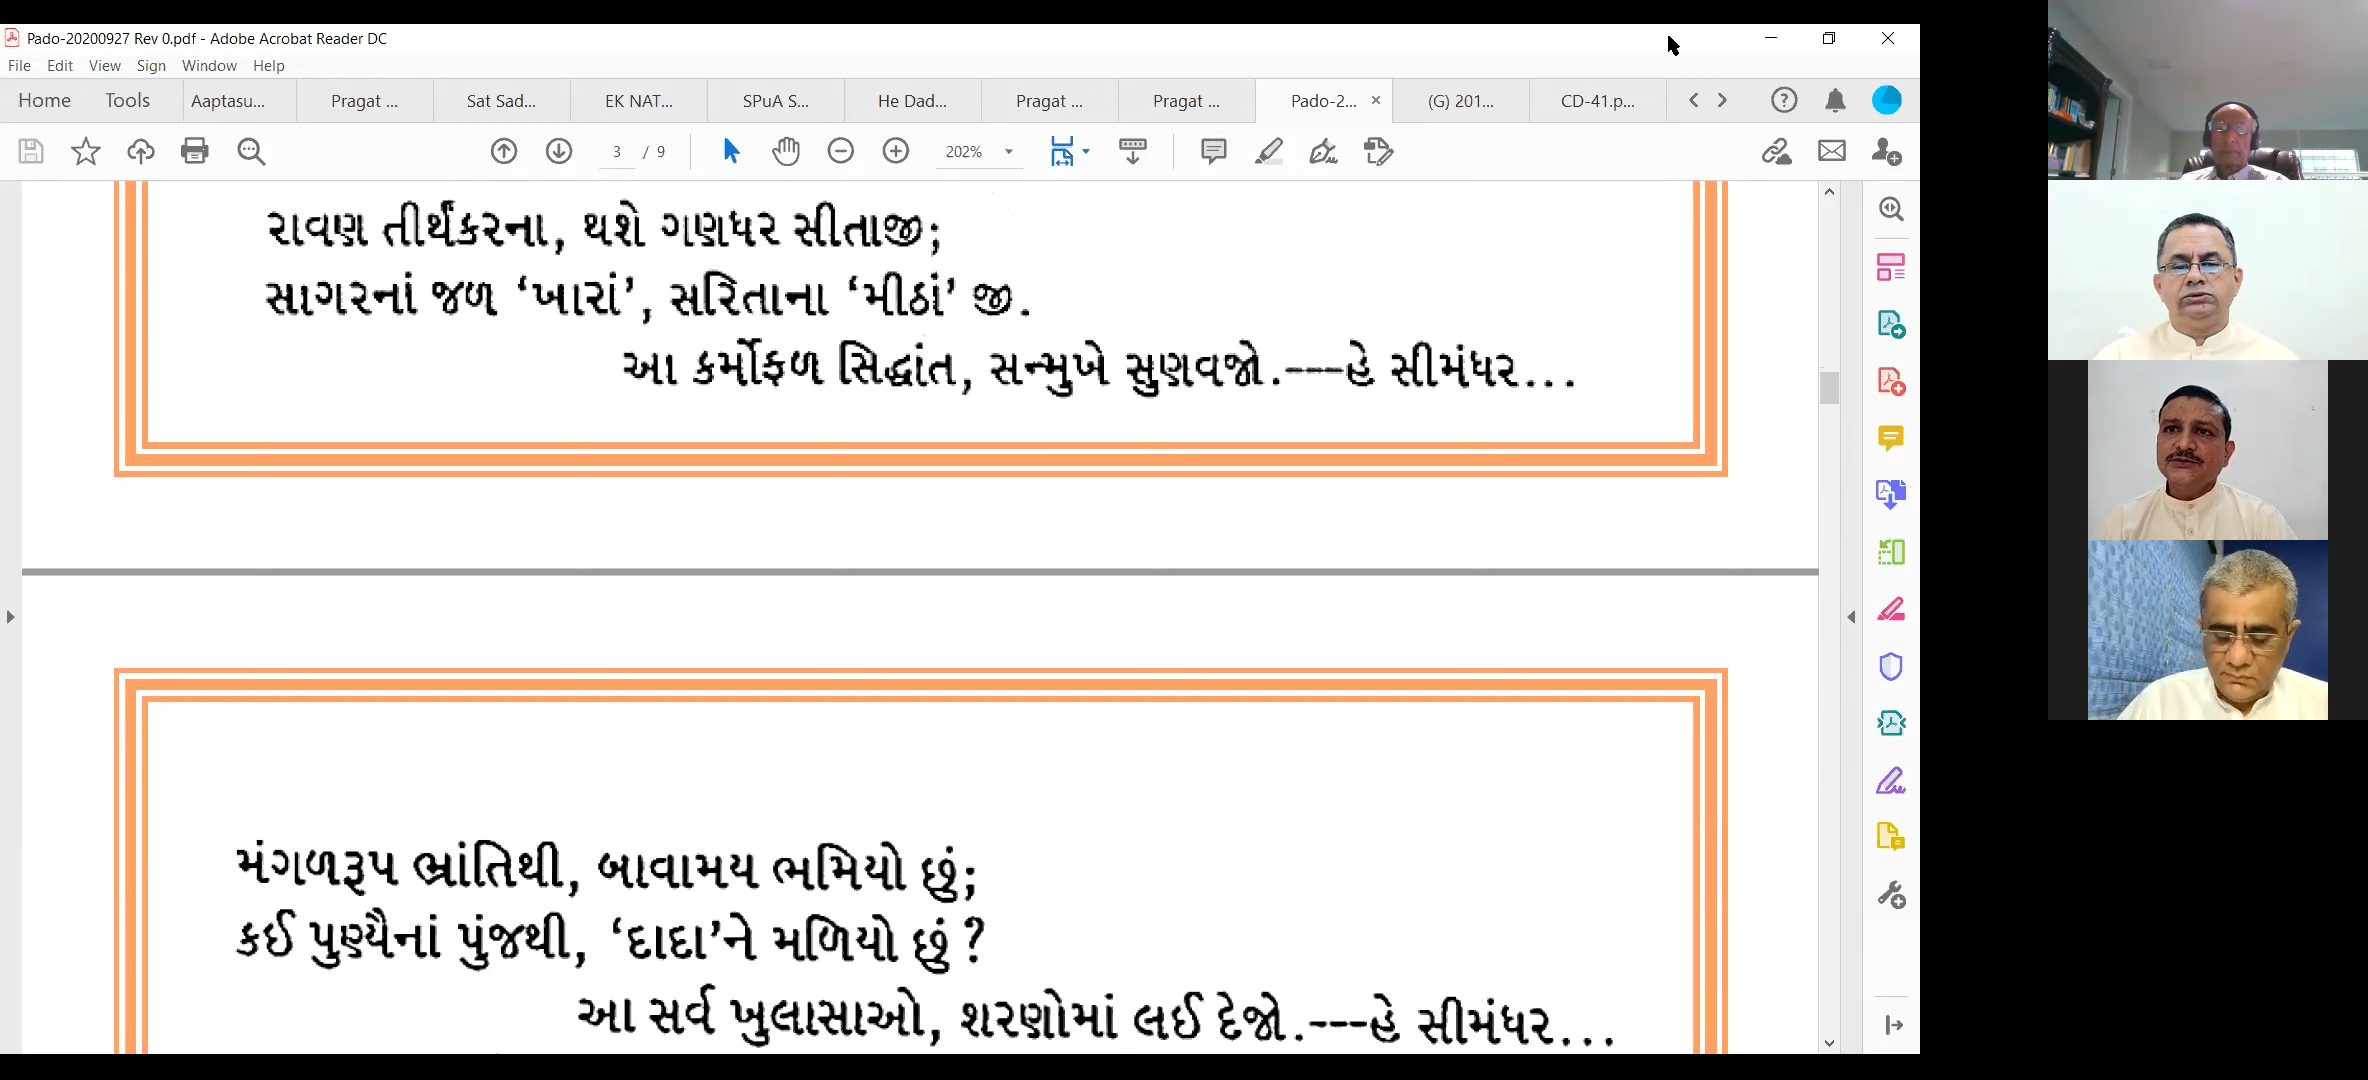 Pado-20200927 Rev 0.pdf - Adobe Acrobat Reader DC
File Edit View Sign Window Help
Home Tools Aaptasu... Pragat ... Sat Sad... EK NAT... SPuA S... He Dad... Pragat ... Pragat ... Pado-2... × (G) 201... CD-41.p...
3 / 9 202%
રાવણ તીર્થંકરના, થશે ગણધર સીતાજી;
સાગરનાં જળ ‘ખારાં’, સરિતાના ‘મીઠાં’ જી.
આ કર્મોફળ સિદ્ધાંત, સન્મુખે સુણવજો.---હે સીમંધર...
મંગળરૂપ ભ્રાંતિથી, બાવામય ભમિયો છું;
કઈ પુણ્યૈનાં પુંજથી, ‘દાદા’ને મળિયો છું?
આ સર્વ ખુલાસાઓ, શરણોમાં લઈ દેજો.---હે સીમંધર...